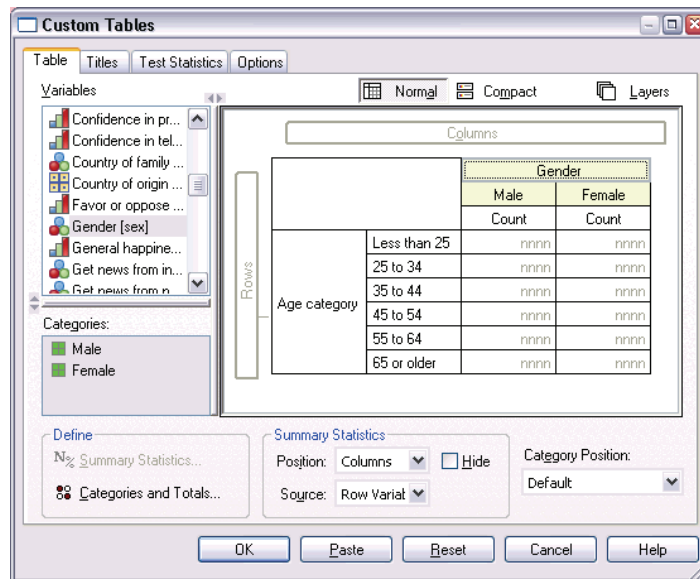 Custom Tables
Table Titles Test Statistics Options
Variables
Normal Compact Layers
Confidence in pr...
Confidence in tel...
Country of family ...
Country of origin ...
Favor or oppose ...
Gender [sex]
General happine...
Get news from in...
Get news from n
Columns
Rows
Gender
Male Female
Count Count
Age category
Less than 25 nnnn nnnn
25 to 34 nnnn nnnn
35 to 44 nnnn nnnn
45 to 54 nnnn nnnn
55 to 64 nnnn nnnn
65 or older nnnn nnnn
Categories:
Male
Female
Define
N% Summary Statistics...
Categories and Totals...
Summary Statistics
Position: Columns Hide
Source: Row Variab
Category Position:
Default
OK Paste Reset Cancel Help